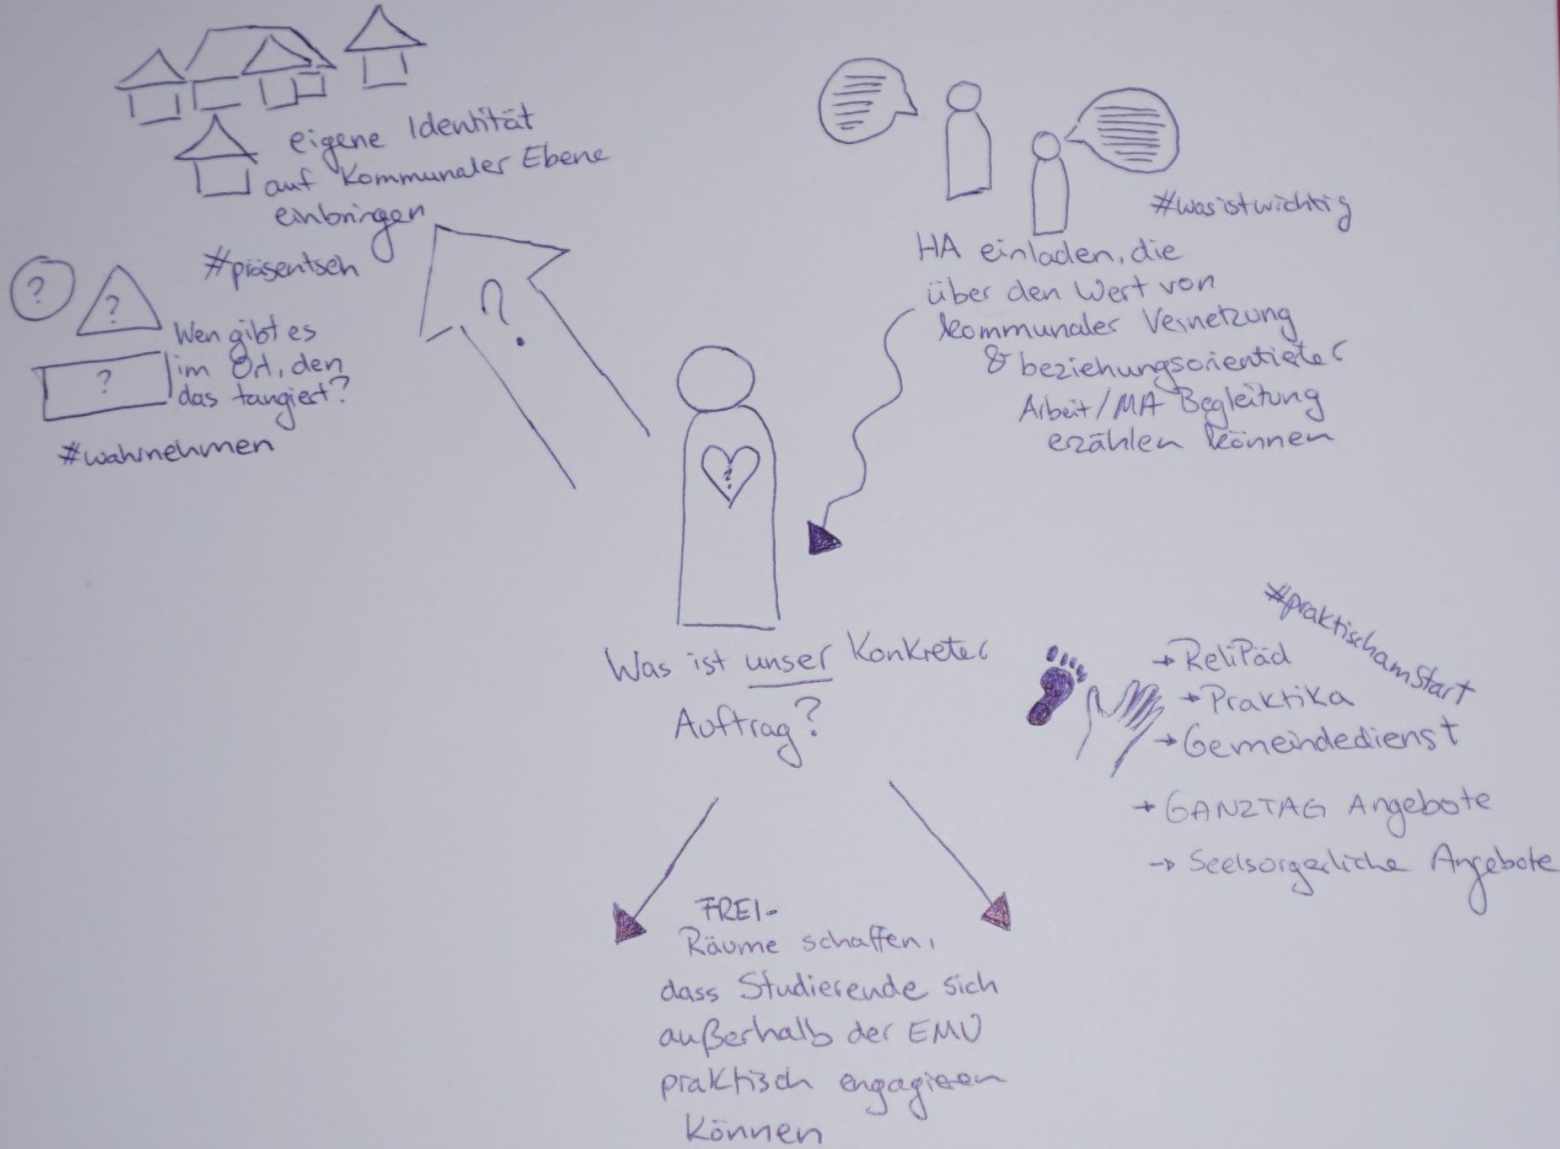 eigene Identität
auf Kommunaler Ebene
einbringen
#präsentsein
?
?
?
Wen gibt es
im Ort, den
das tangiert?
#wahrnehmen
?
#wasistwichtig
HA einladen, die
über den Wert von
kommunaler Vernetzung
& beziehungsorientierter
Arbeit/MA Begleitung
erzählen können
Was ist unser Konkreter
Auftrag?
#praktischamStart
→ ReliPäd
→ Praktika
→ Gemeindedienst
→ GANZTAG Angebote
→ Seelsorgerliche Angebote
FREI-
Räume schaffen,
dass Studierende sich
außerhalb der EMÜ
praktisch engagieren
können